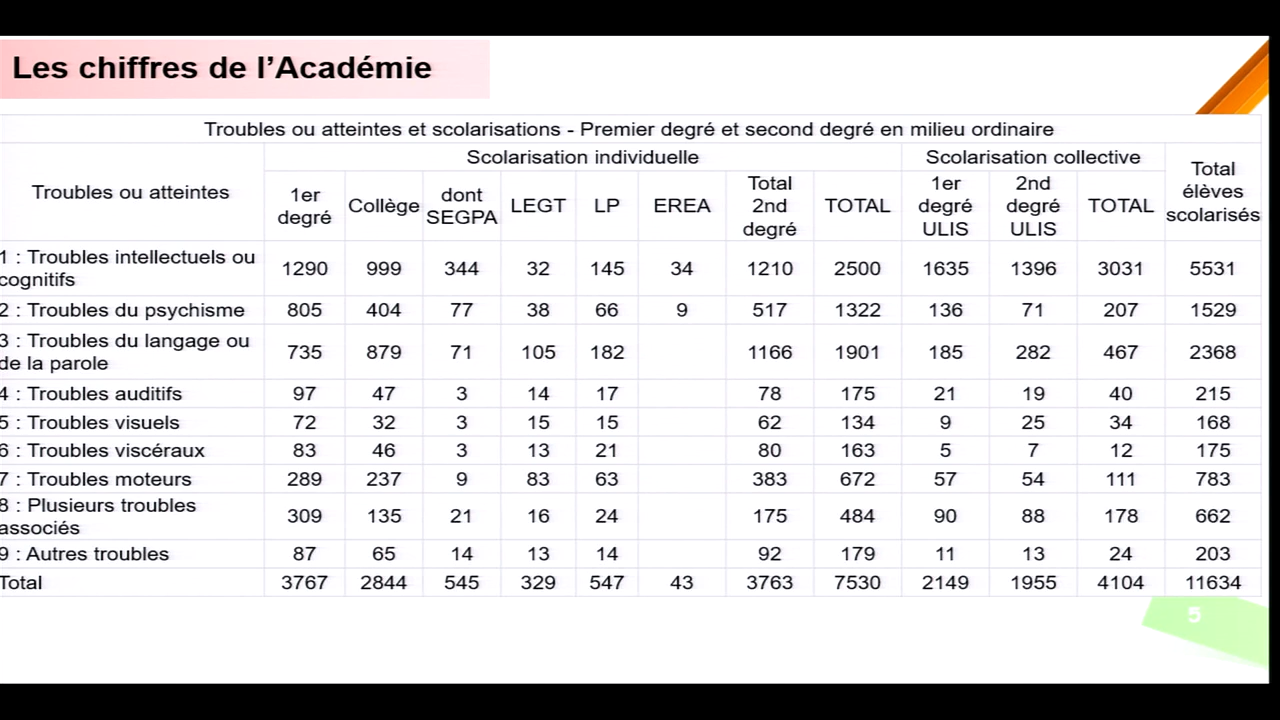 Les chiffres de l'Académie
Troubles ou atteintes et scolarisations - Premier degré et second degré en milieu ordinaire
Troubles ou atteintes Scolarisation individuelle Scolarisation collective Total élèves scolarisés
1er degré Collège dont SEGPA LEGT LP EREA Total 2nd degré TOTAL 1er degré ULIS 2nd degré ULIS TOTAL
1 : Troubles intellectuels ou cognitifs 1290 999 344 32 145 34 1210 2500 1635 1396 3031 5531
2 : Troubles du psychisme 805 404 77 38 66 9 517 1322 136 71 207 1529
3 : Troubles du langage ou de la parole 735 879 71 105 182 1166 1901 185 282 467 2368
4 : Troubles auditifs 97 47 3 14 17 78 175 21 19 40 215
5 : Troubles visuels 72 32 3 15 15 62 134 9 25 34 168
6 : Troubles viscéraux 83 46 3 13 21 80 163 5 7 12 175
7 : Troubles moteurs 289 237 9 83 63 383 672 57 54 111 783
8 : Plusieurs troubles associés 309 135 21 16 24 175 484 90 88 178 662
9 : Autres troubles 87 65 14 13 14 92 179 11 13 24 203
Total 3767 2844 545 329 547 43 3763 7530 2149 1955 4104 11634
5